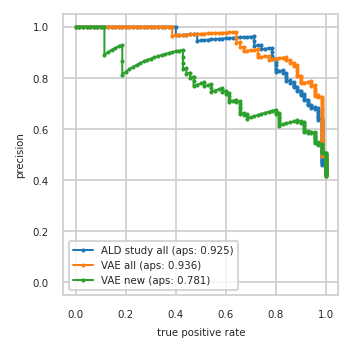 1.0
0.8
0.6
0.4
0.2
0.0
precision
ALD study all (aps: 0.925)
VAE all (aps: 0.936)
VAE new (aps: 0.781)
0.0 0.2 0.4 0.6 0.8 1.0
true positive rate